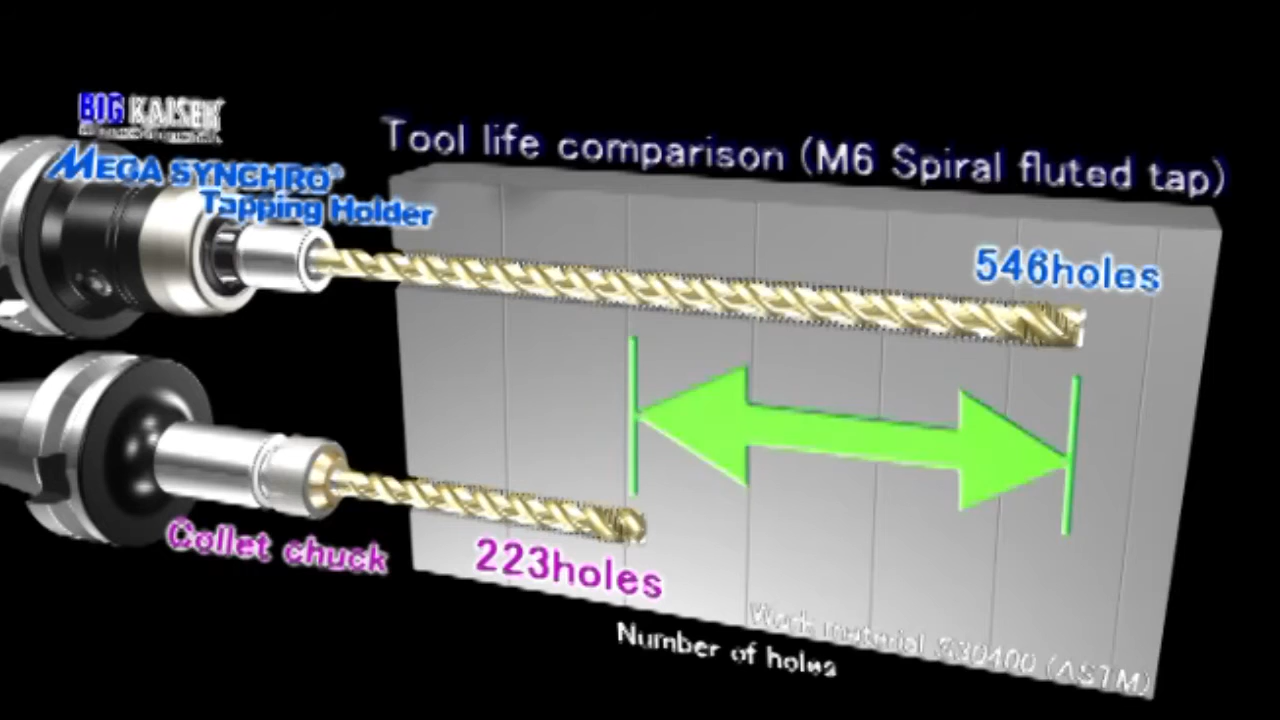 BIG KAISER
MEGA SYNCHRO®
Tapping Holder
Tool life comparison (M6 Spiral fluted tap)
546holes
Collet chuck
223holes
Work material S30400 (ASTM)
Number of holes